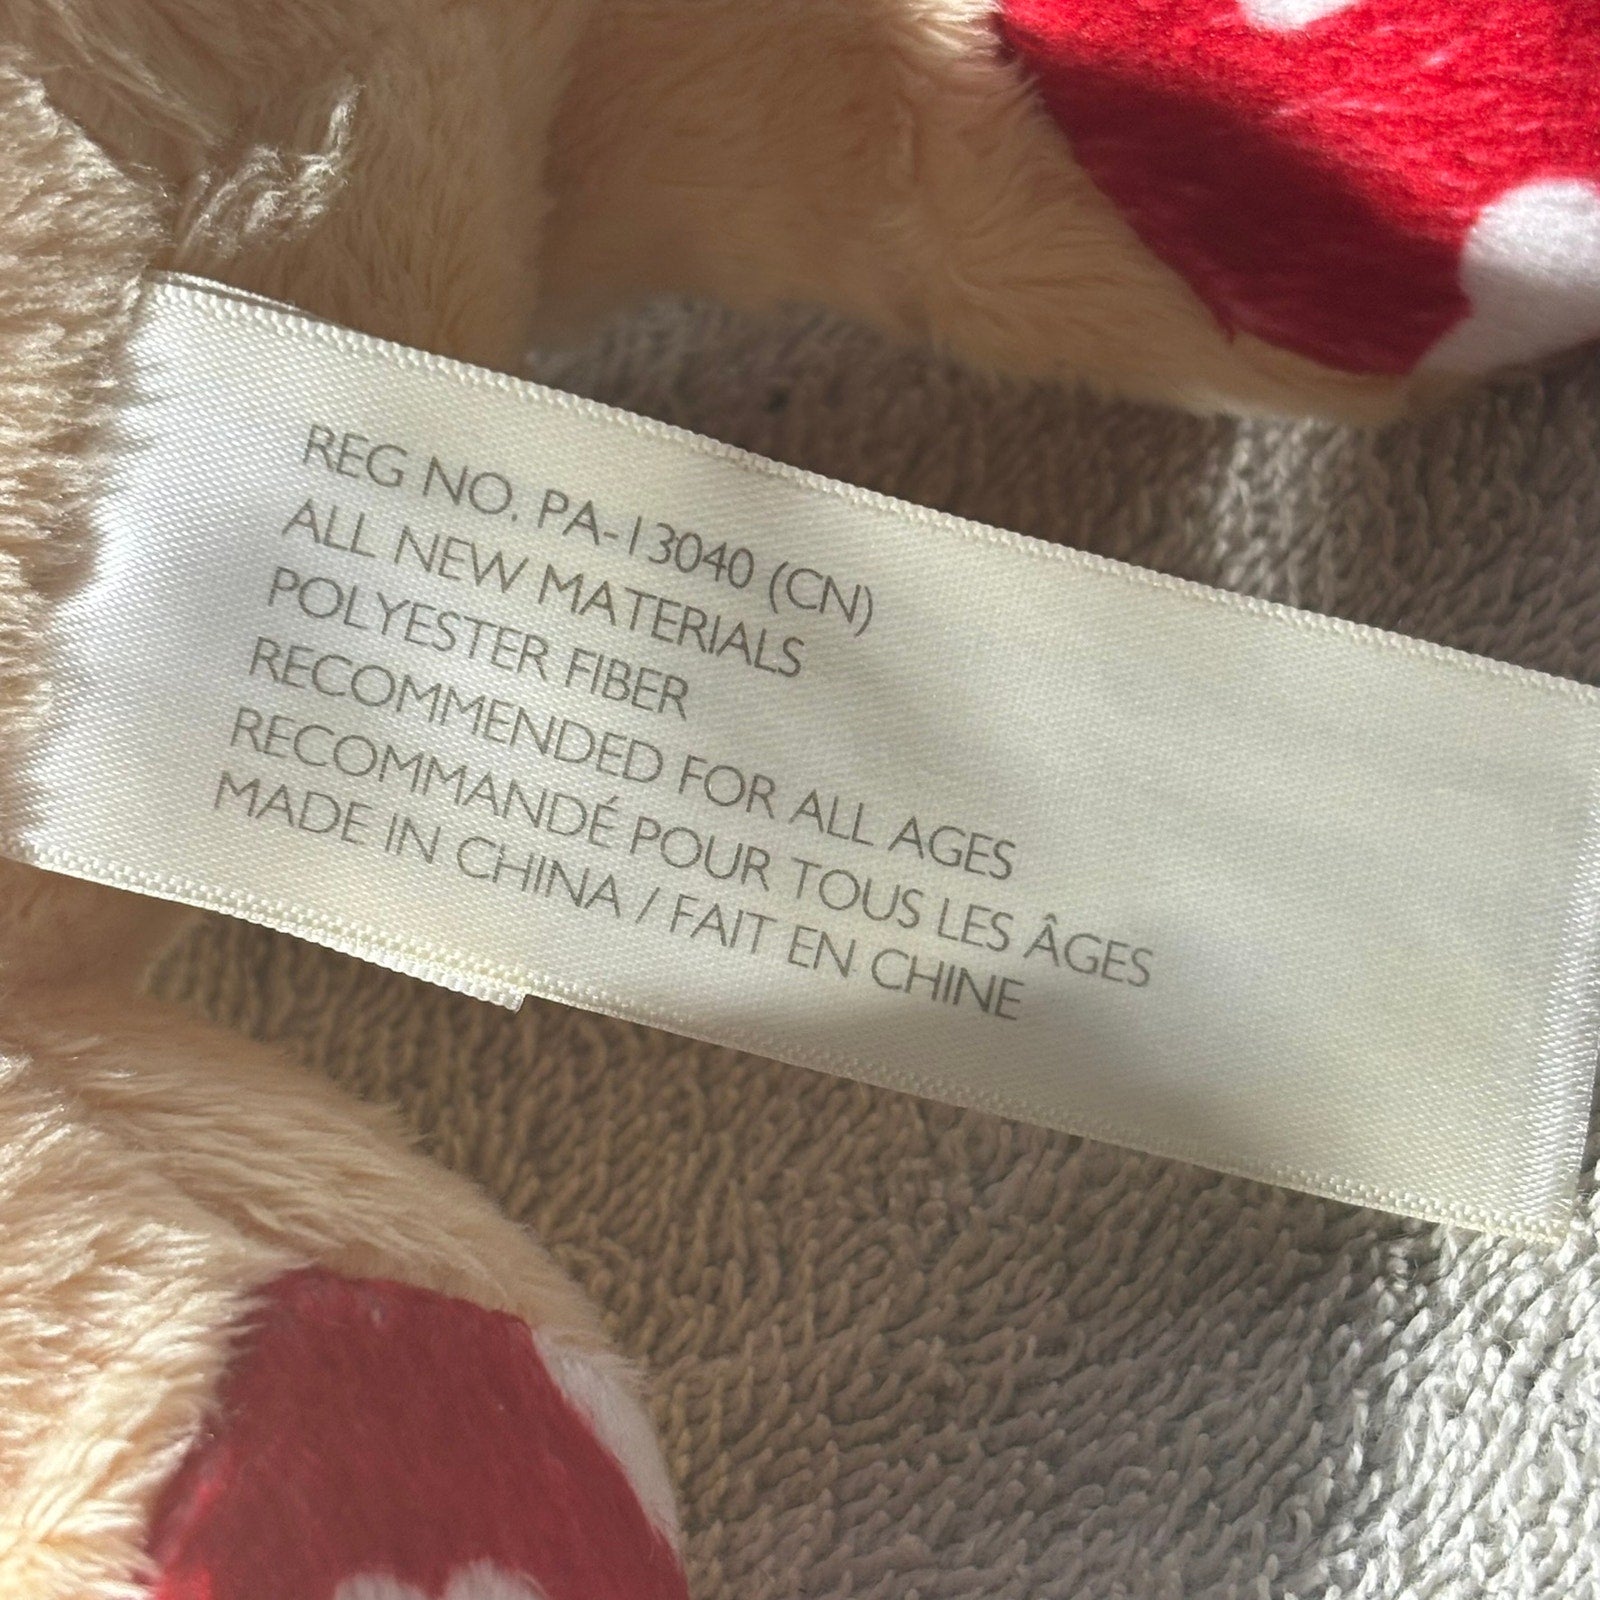 REG NO. PA-13040 (CN)
ALL NEW MATERIALS
POLYESTER FIBER
RECOMMENDED FOR ALL AGES
RECOMMANDÉ POUR TOUS LES ÂGES
MADE IN CHINA / FAIT EN CHINE